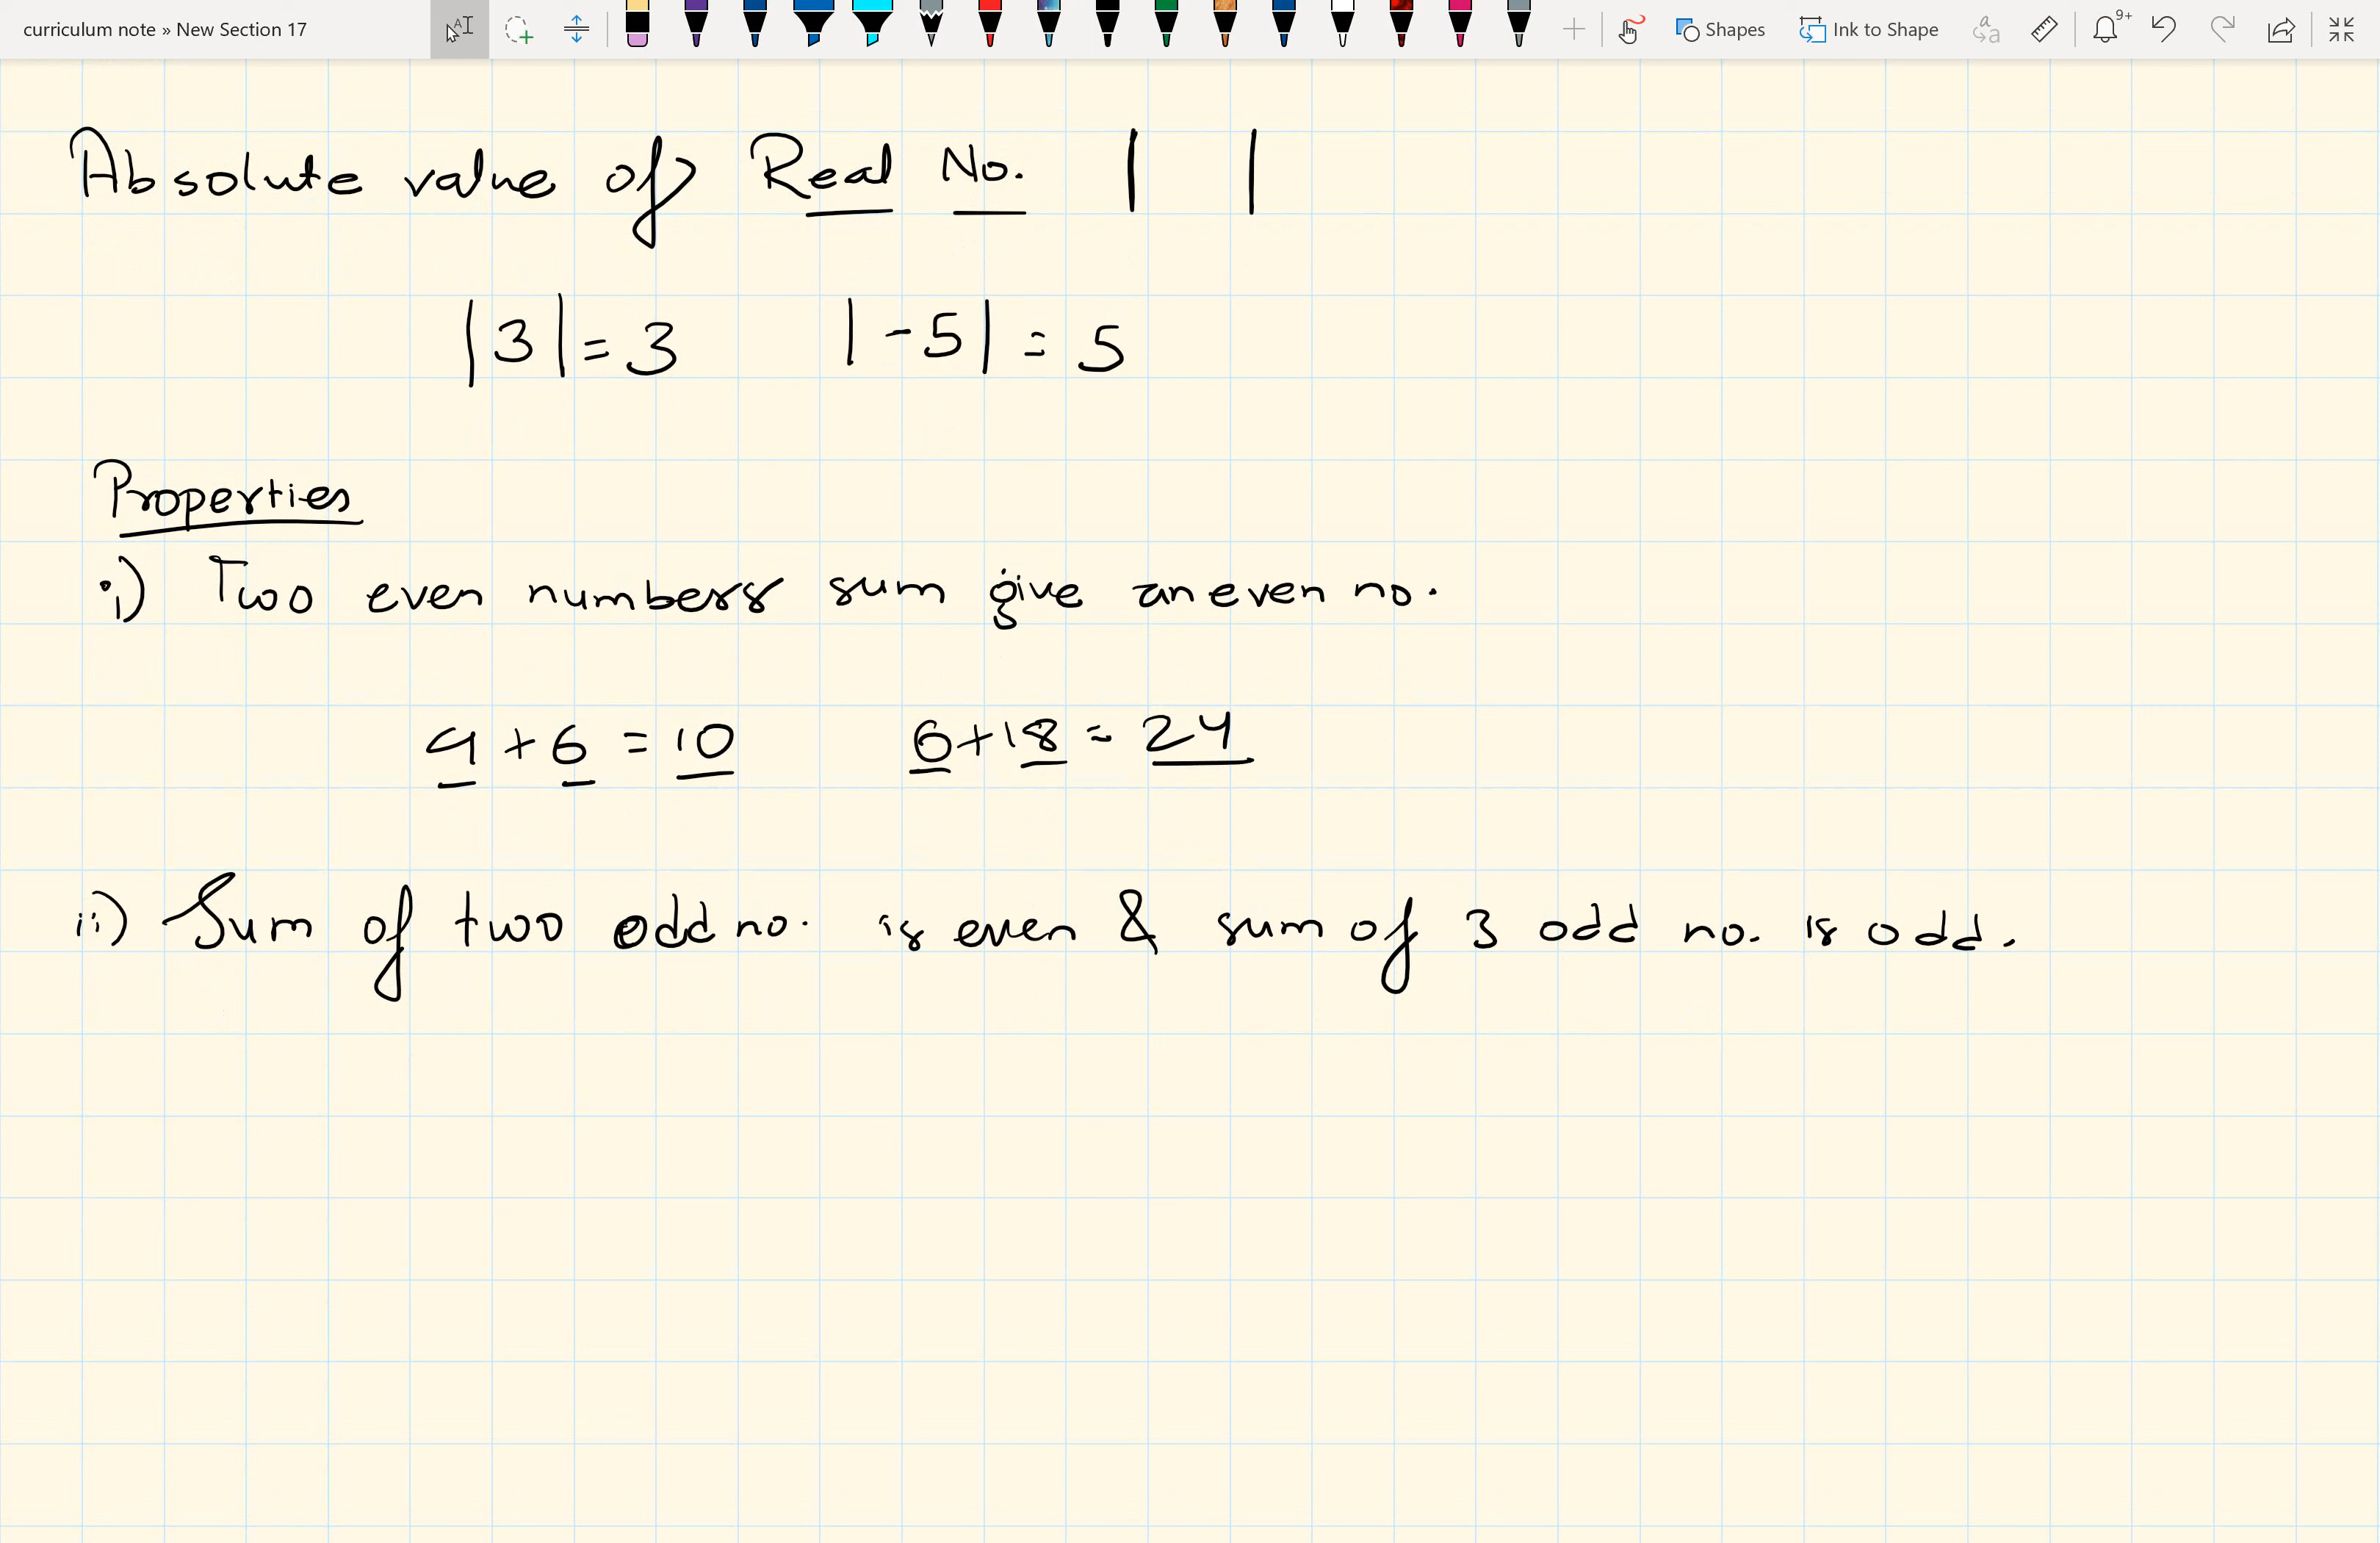 curriculum note » New Section 17
Shapes
Ink to Shape
9+
Absolute value of Real No. | |
|3| = 3 |-5| = 5
Properties
i) Two even numbers sum give an even no.
4 + 6 = 10 6 + 18 = 24
ii) Sum of two odd no. is even & sum of 3 odd no. is odd.